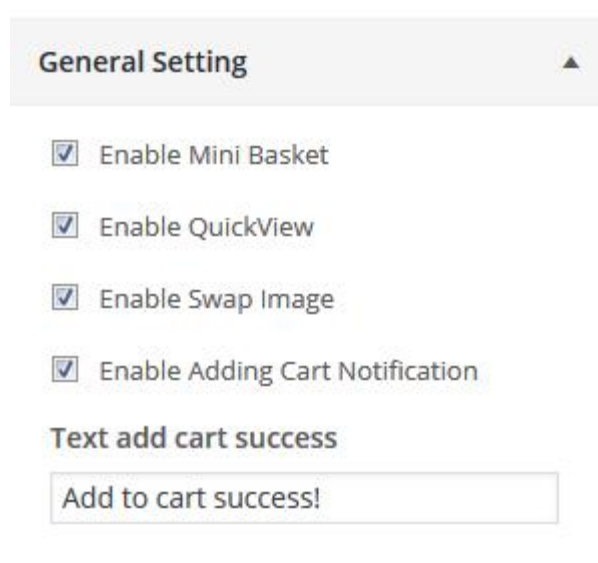 General Setting
Enable Mini Basket
Enable QuickView
Enable Swap Image
Enable Adding Cart Notification
Text add cart success
Add to cart success!